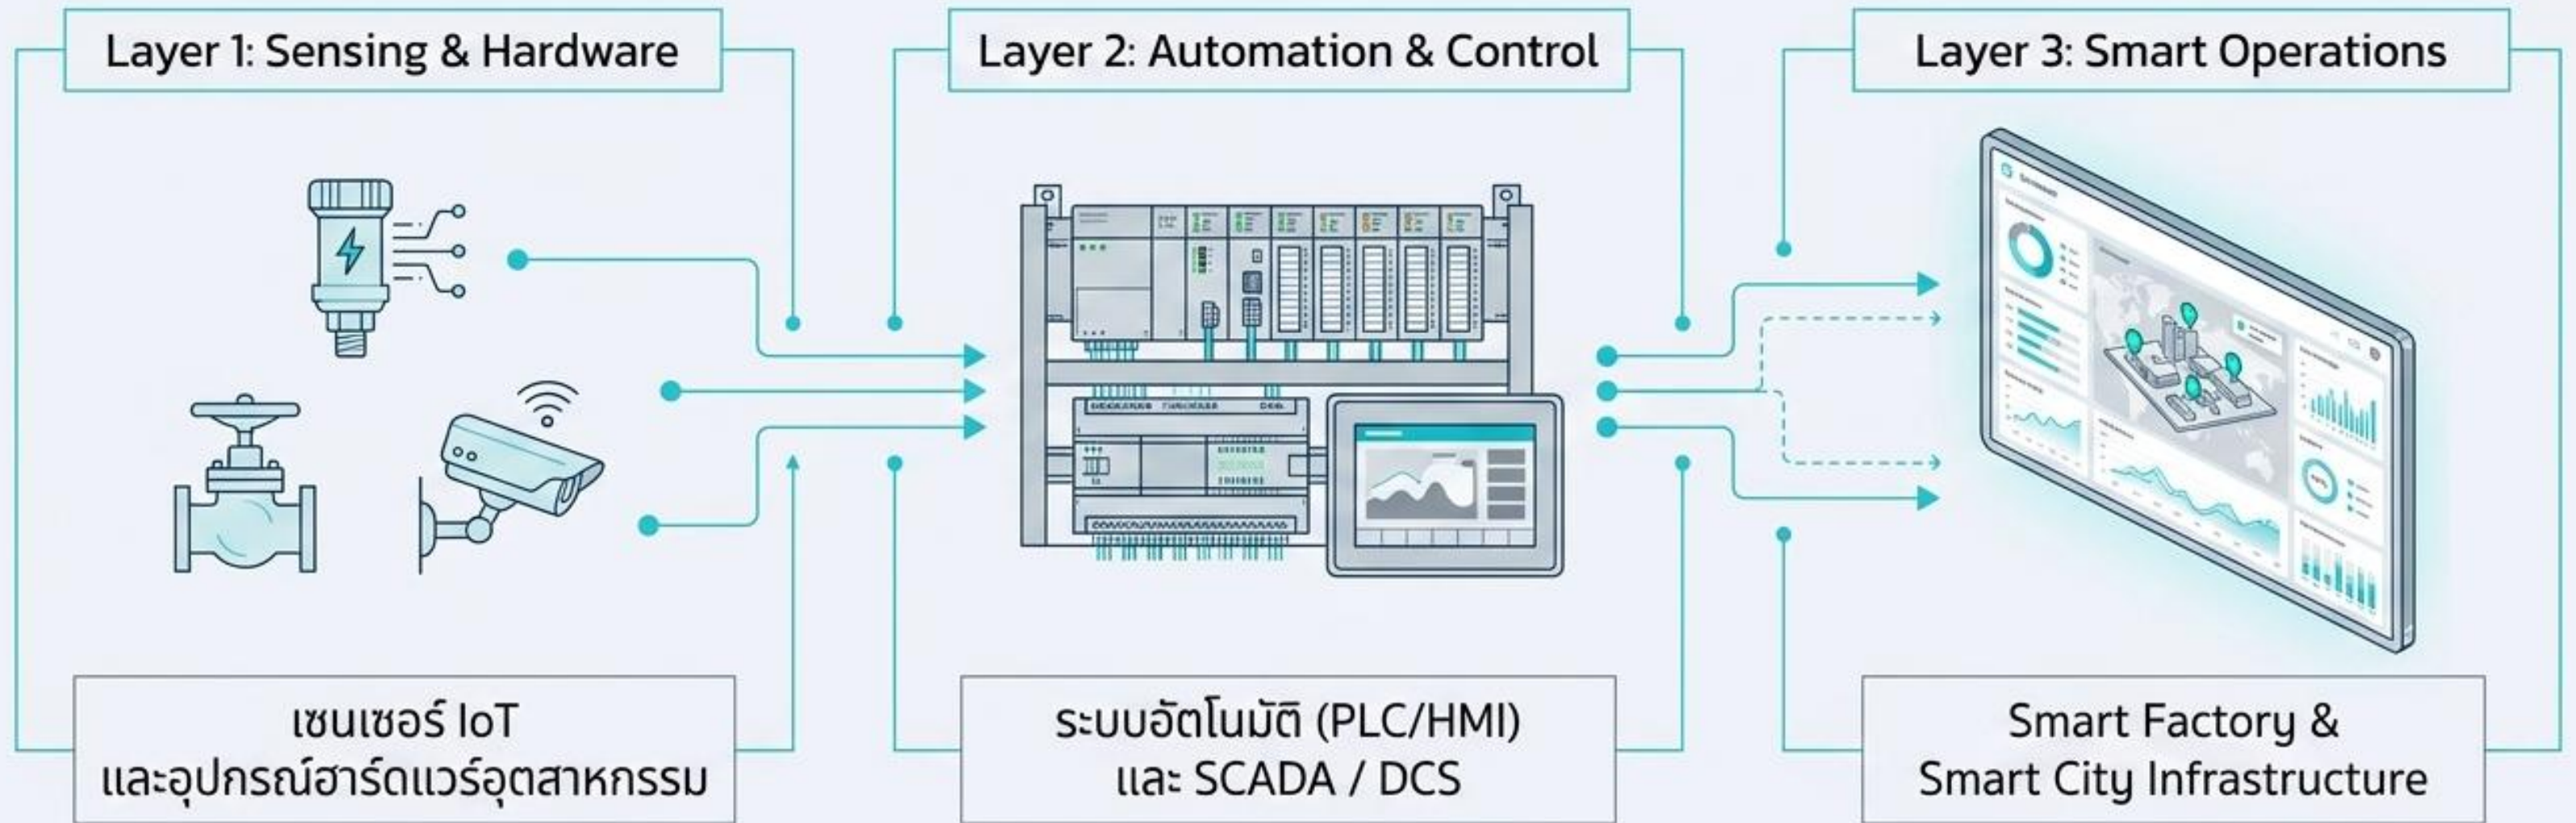 Layer 1: Sensing & Hardware
Layer 2: Automation & Control
Layer 3: Smart Operations
เซนเซอร์ IoT
และอุปกรณ์ฮาร์ดแวร์อุตสาหกรรม
ระบบอัตโนมัติ (PLC/HMI)
และ SCADA / DCS
Smart Factory &
Smart City Infrastructure